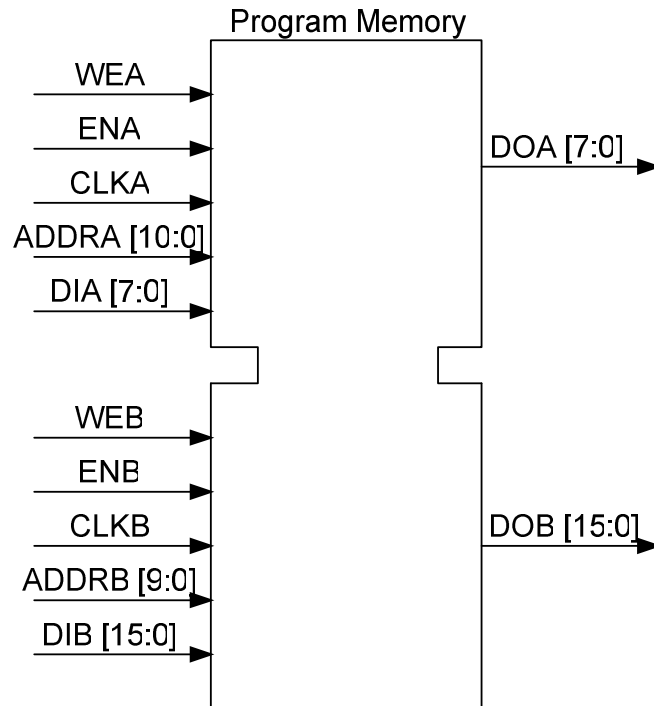 Program Memory
WEA
ENA
CLKA
ADDRA [10:0]
DIA [7:0]
DOA [7:0]
WEB
ENB
CLKB
ADDRB [9:0]
DIB [15:0]
DOB [15:0]